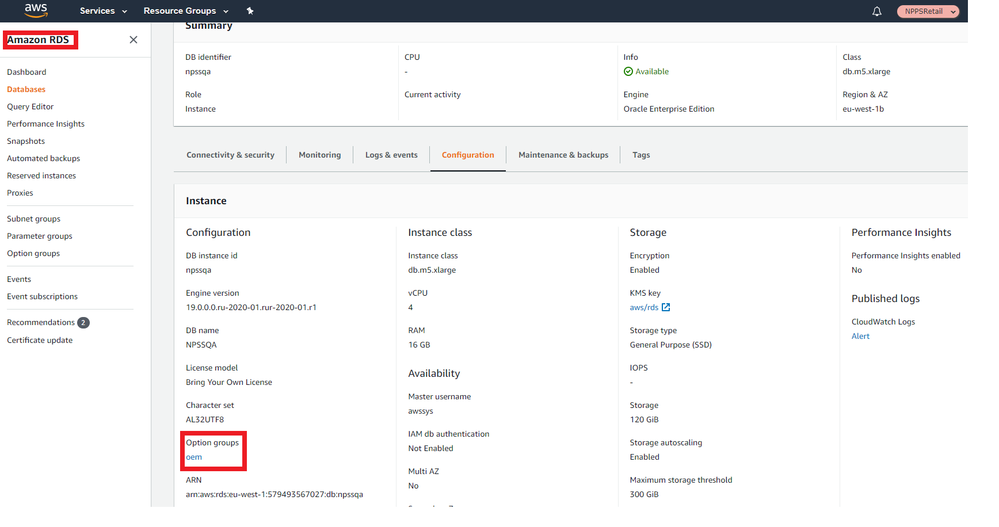 aws
Services
Resource Groups
NPPSRetail
Amazon RDS
Dashboard
Databases
Query Editor
Performance Insights
Snapshots
Automated backups
Reserved instances
Proxies
Subnet groups
Parameter groups
Option groups
Events
Event subscriptions
Recommendations 2
Certificate update
Summary
DB identifier
npssqa
Role
Instance
CPU
-
Current activity
Info
Available
Engine
Oracle Enterprise Edition
Class
db.m5.xlarge
Region & AZ
eu-west-1b
Connectivity & security
Monitoring
Logs & events
Configuration
Maintenance & backups
Tags
Instance
Configuration
DB instance id
npssqa
Engine version
19.0.0.0.ru-2020-01.rur-2020-01.r1
DB name
NPSSQA
License model
Bring Your Own License
Character set
AL32UTF8
Option groups
oem
ARN
arn:aws:rds:eu-west-1:579493567027:db:npssqa
Instance class
Instance class
db.m5.xlarge
vCPU
4
RAM
16 GB
Availability
Master username
awssys
IAM db authentication
Not Enabled
Multi AZ
No
Storage
Encryption
Enabled
KMS key
aws/rds
Storage type
General Purpose (SSD)
IOPS
-
Storage
120 GiB
Storage autoscaling
Enabled
Maximum storage threshold
300 GiB
Performance Insights
Performance Insights enabled
No
Published logs
CloudWatch Logs
Alert